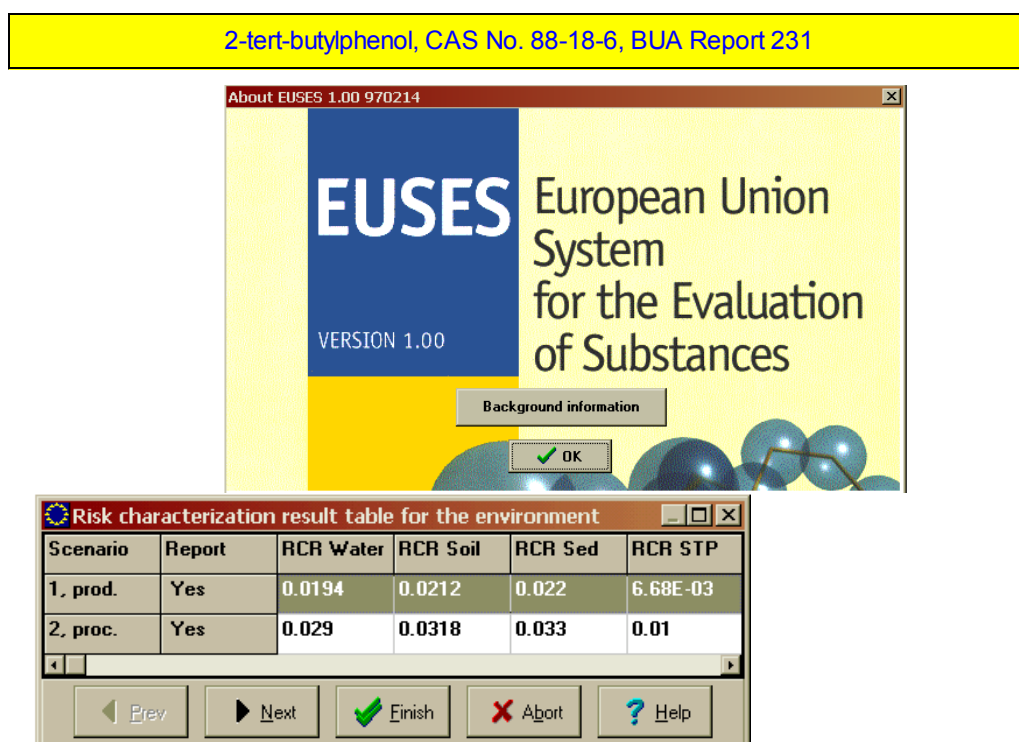 2-tert-butylphenol, CAS No. 88-18-6, BUA Report 231
About EUSES 1.00 970214
EUSES
European Union
System
for the Evaluation
of Substances
VERSION 1.00
Background information
OK
Risk characterization result table for the environment
Scenario Report RCR Water RCR Soil RCR Sed RCR STP
1, prod. Yes 0.0194 0.0212 0.022 6.68E-03
2, proc. Yes 0.029 0.0318 0.033 0.01
Prev Next Finish Abort Help